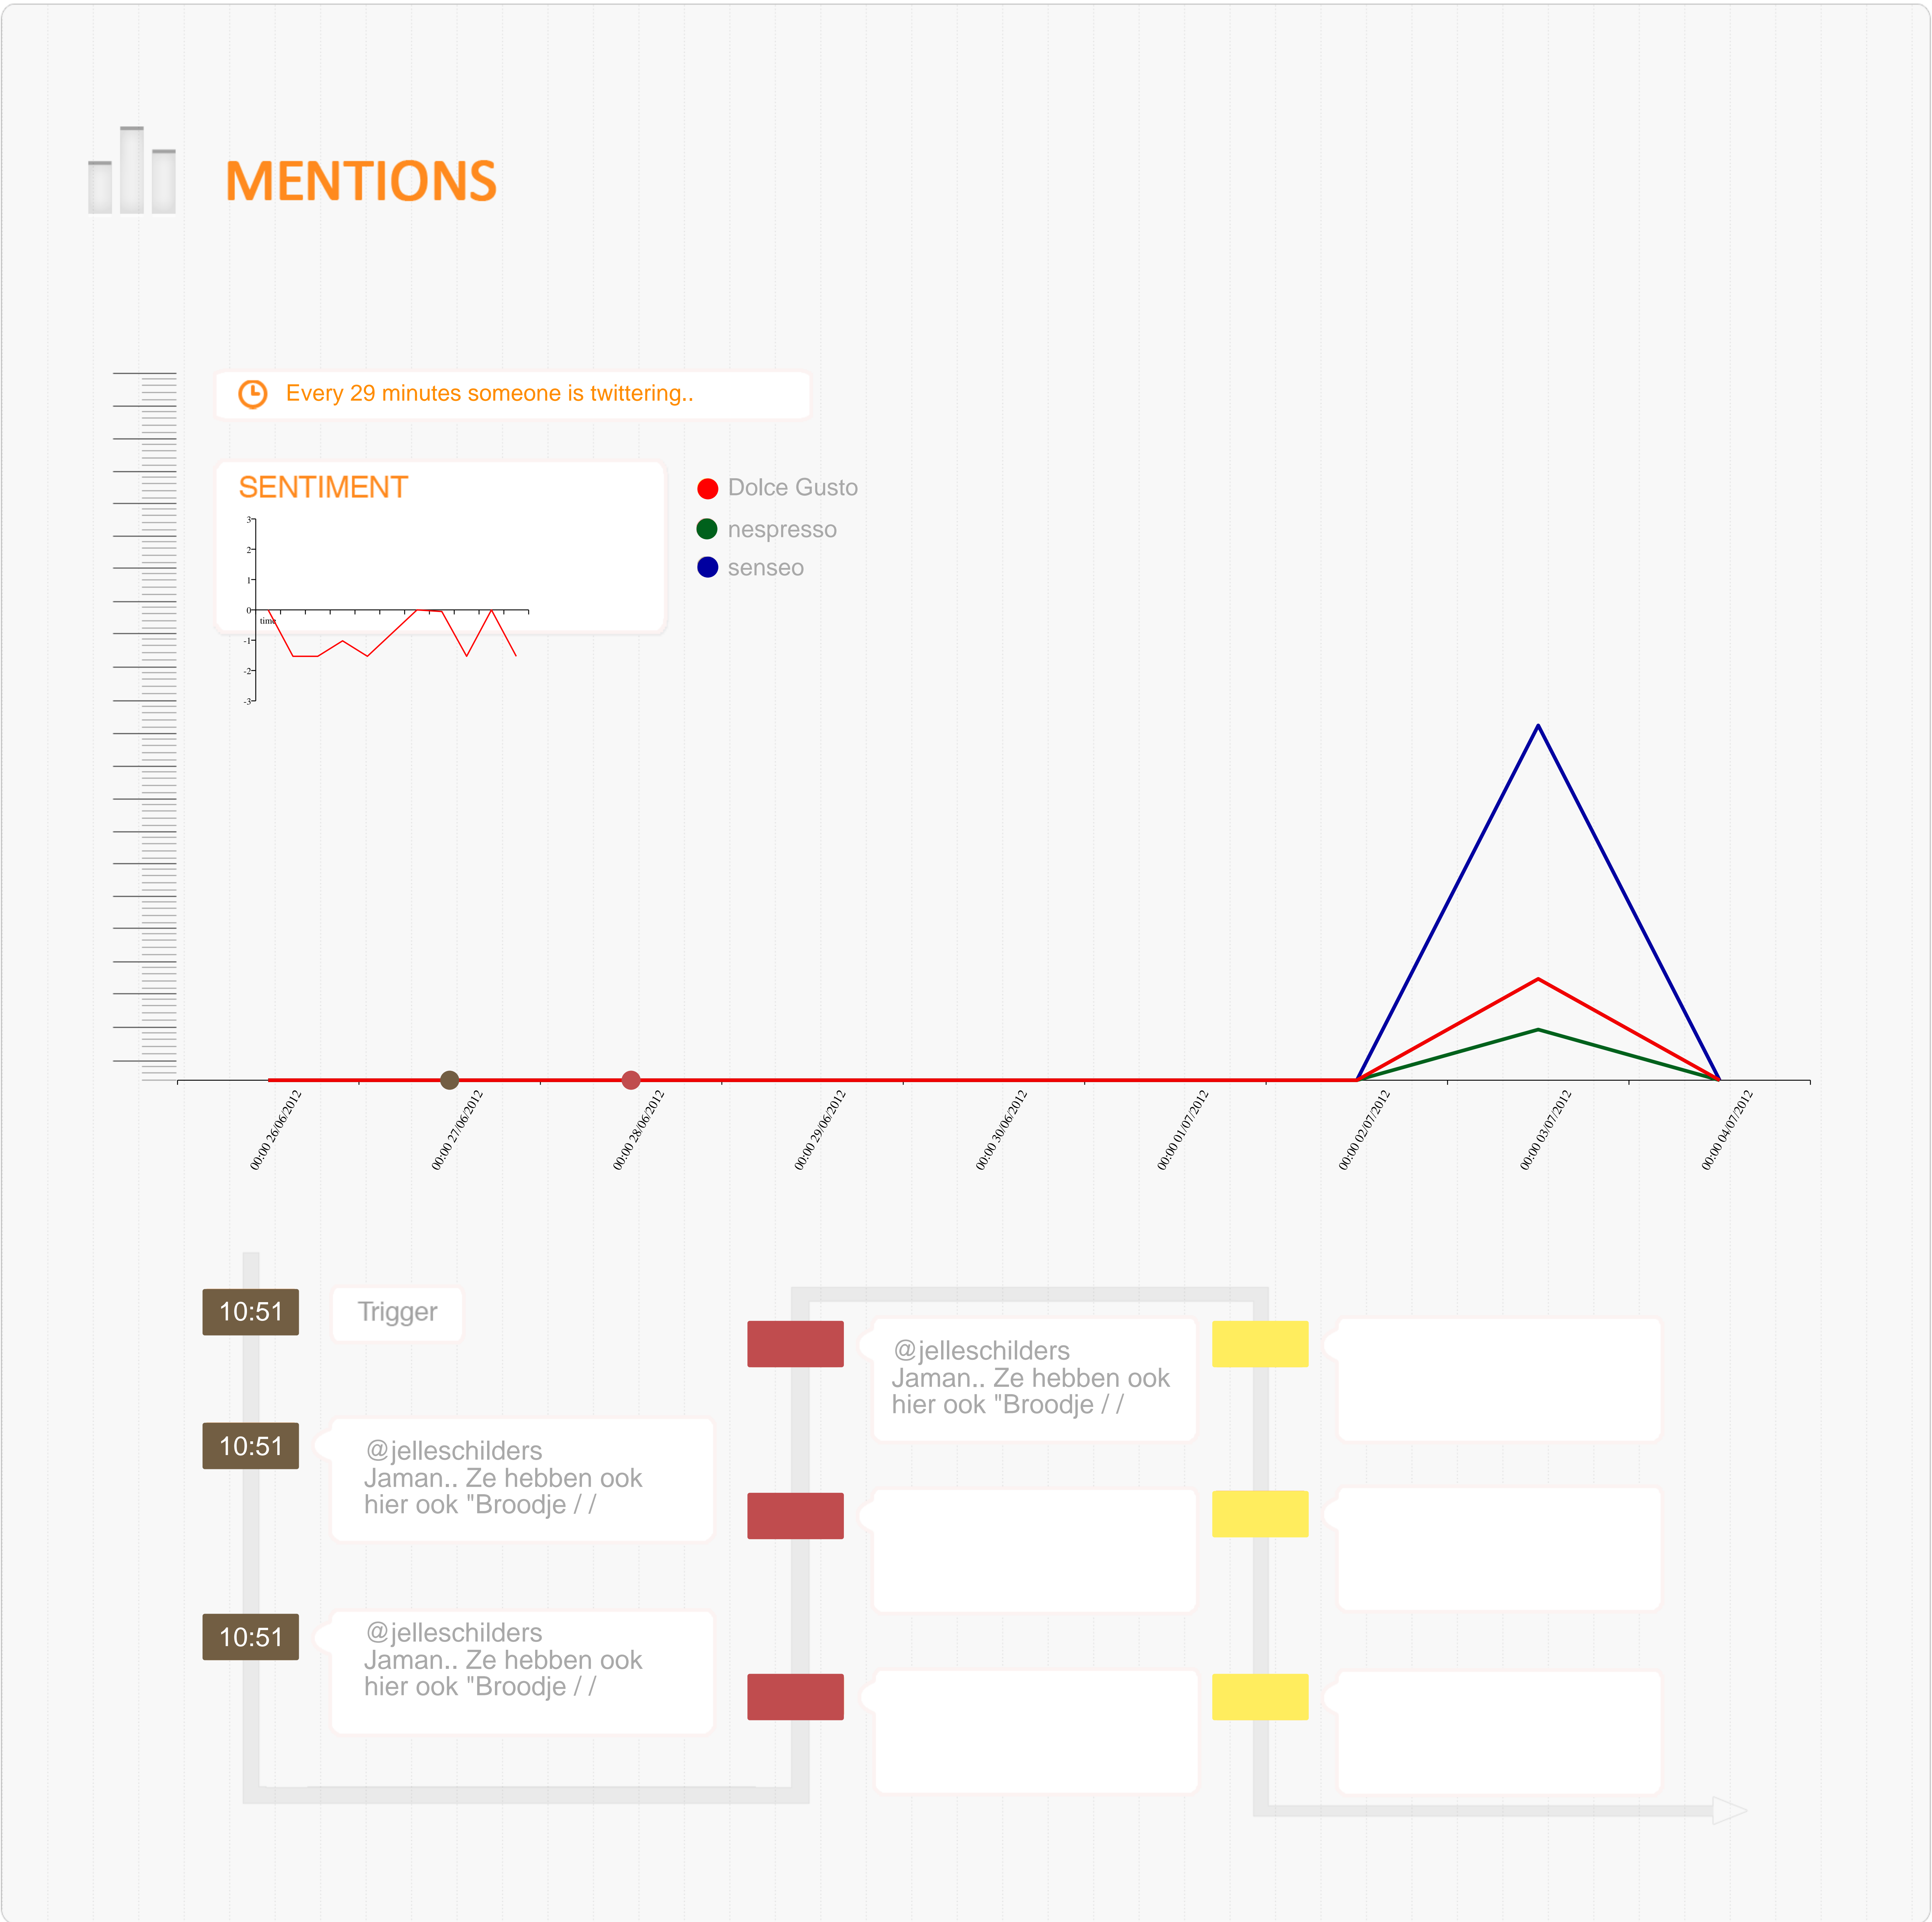 MENTIONS
Every 29 minutes someone is twittering..
SENTIMENT
3
2
1
0
time
-1
-2
-3
Dolce Gusto
nespresso
senseo
00:00 26/06/2012
00:00 27/06/2012
00:00 28/06/2012
00:00 29/06/2012
00:00 30/06/2012
00:00 01/07/2012
00:00 02/07/2012
00:00 03/07/2012
00:00 04/07/2012
10:51
Trigger
10:51
@jelleschilders
Jaman.. Ze hebben ook
hier ook "Broodje / /
10:51
@jelleschilders
Jaman.. Ze hebben ook
hier ook "Broodje / /
@jelleschilders
Jaman.. Ze hebben ook
hier ook "Broodje / /